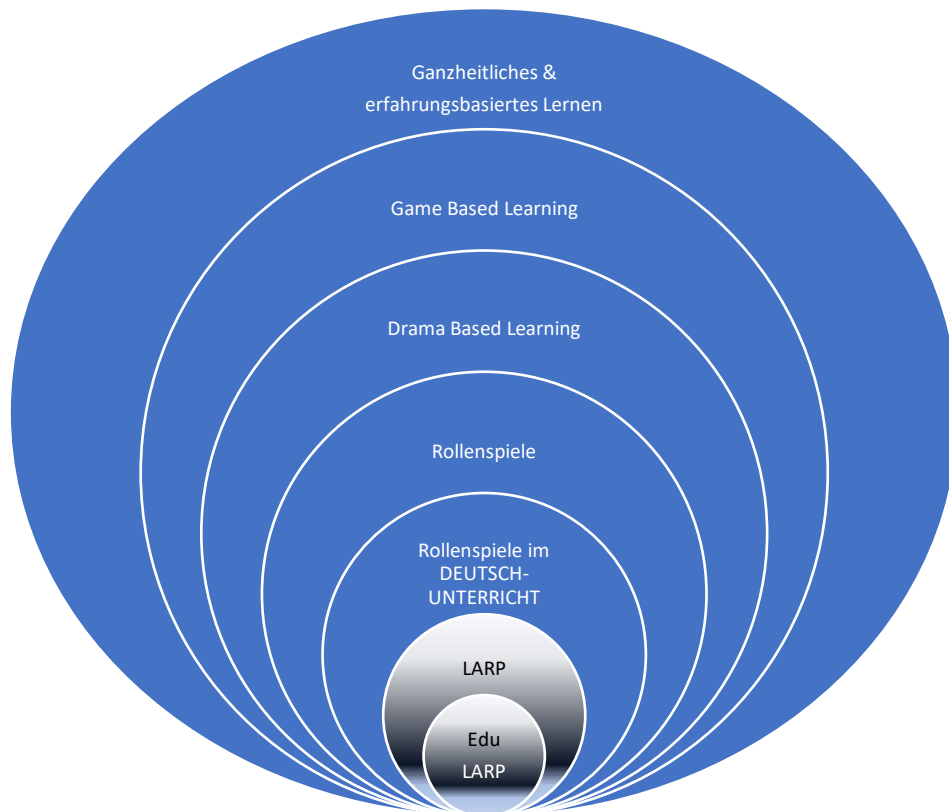 Ganzheitliches &
erfahrungsbasiertes Lernen
Game Based Learning
Drama Based Learning
Rollenspiele
Rollenspiele im
DEUTSCH-
UNTERRICHT
LARP
Edu
LARP